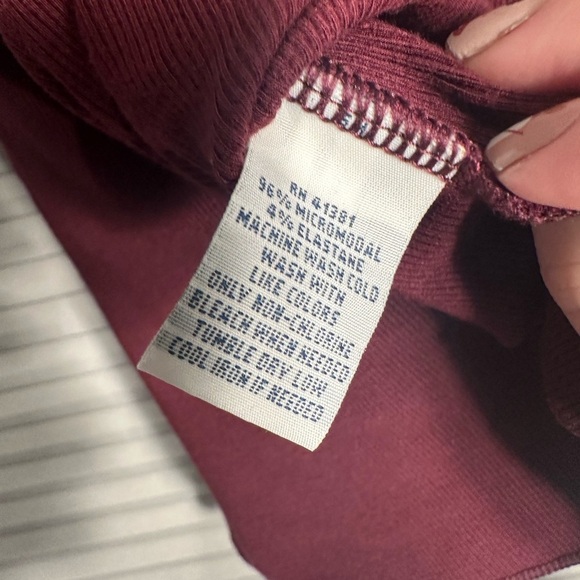 RN 41381
96% MICROMODAL
4% ELASTANE
MACHINE WASH COLD
WASH WITH
LIKE COLORS
ONLY NON-CHLORINE
BLEACH WHEN NEEDED
TUMBLE DRY LOW
COOL IRON IF NEEDED